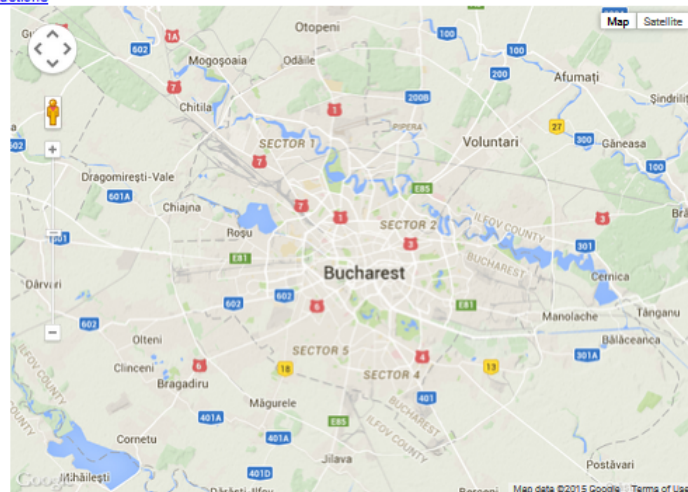 Otopeni
Map Satellite
1A
602
100
Mogoșoaia
Odăile
100
200
Afumați
7
200B
Chitila
1
PIPERA
27
SECTOR 1
Voluntari
300
Găneasa
7
100
Dragomirești-Vale
E85
601A
Chiajna
7
1
3
ILFOV COUNTY
Roșu
SECTOR 2
3
301
E81
BUCHAREST
Bucharest
Cernica
Dârvari
602
602
6
E81
Tânganu
602
Manolache
Olteni
Bălăceanca
SECTOR 5
4
301A
Clinceni
6
18
13
SECTOR 4
Bragadiru
401
ILFOV COUNTY
Măgurele
BUCHAREST
401A
E85
ILFOV COUNTY
Cornetu
401A
Jilava
Postăvari
Google
Mihăilești
401D
Map data ©2015 Google Terms of Use